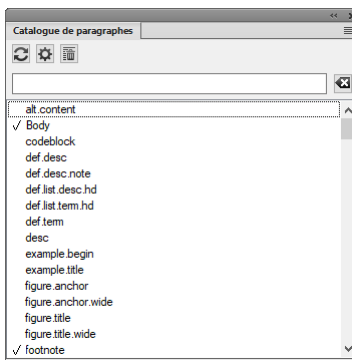 Catalogue de paragraphes
alt.content
✓ Body
codeblock
def.desc
def.desc.note
def.list.desc.hd
def.list.term.hd
def.term
desc
example.begin
example.title
figure.anchor
figure.anchor.wide
figure.title
figure.title.wide
✓ footnote